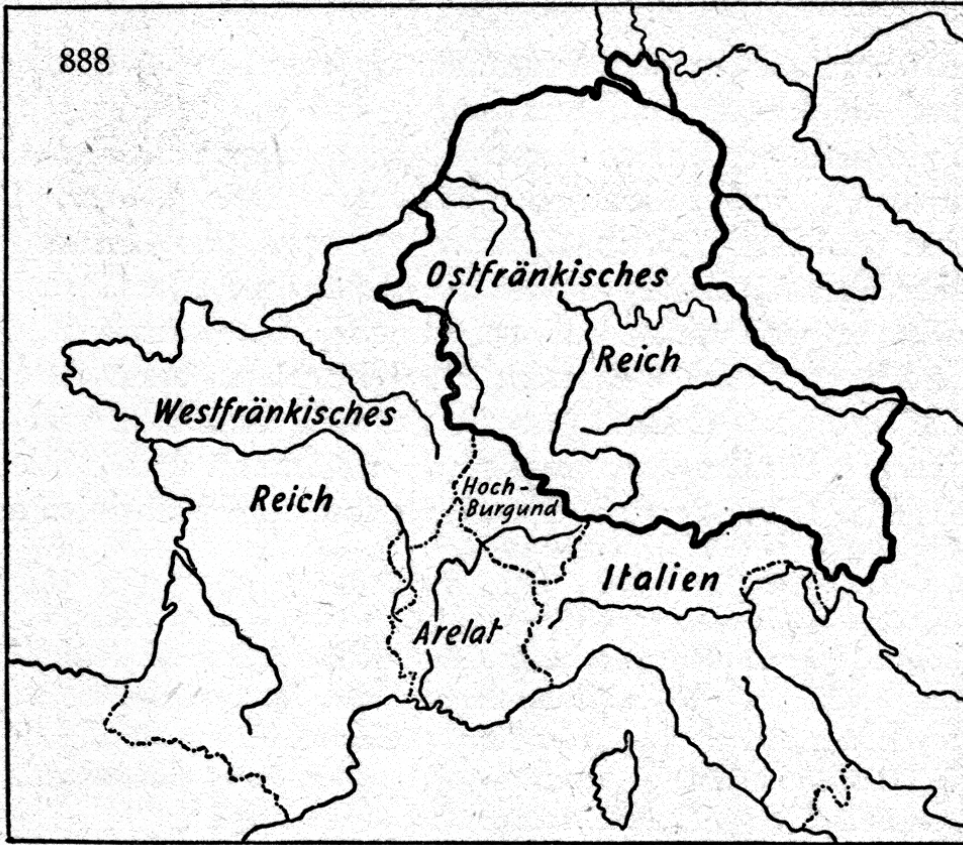 888
Ostfränkisches
Reich
Westfränkisches
Reich
Hoch-
Burgund
Italien
Arelat